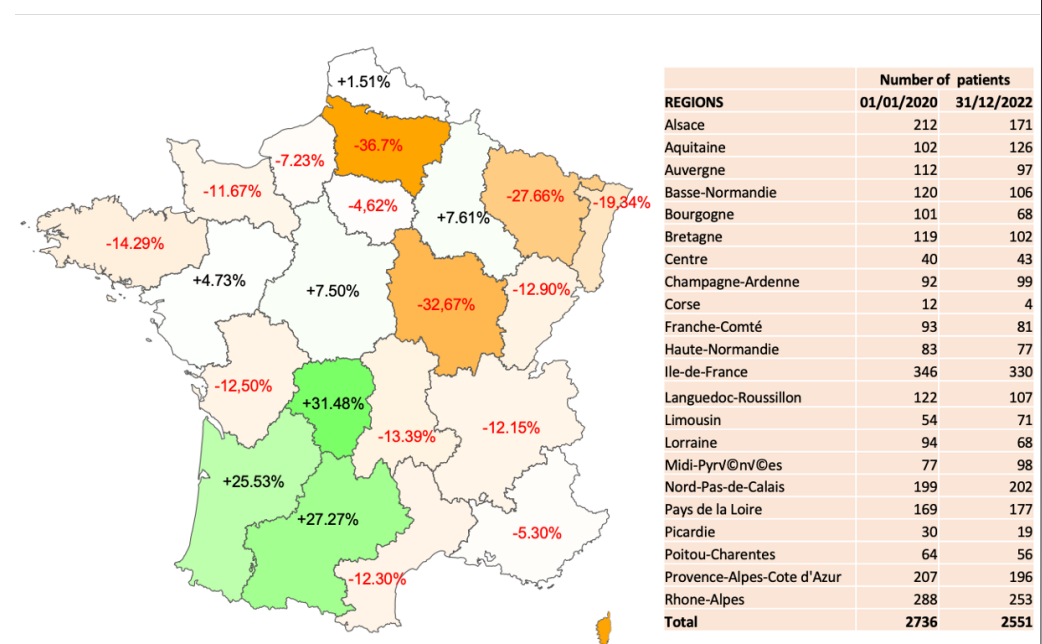 +1.51%
-36.7%
-7.23%
-11.67%
-4,62%
+7.61%
-27.66%
-19.34%
-14.29%
+4.73%
+7.50%
-32,67%
-12.90%
-12,50%
+31.48%
-13.39%
-12.15%
+25.53%
+27.27%
-5.30%
-12.30%
Number of patients
REGIONS 01/01/2020 31/12/2022
Alsace 212 171
Aquitaine 102 126
Auvergne 112 97
Basse-Normandie 120 106
Bourgogne 101 68
Bretagne 119 102
Centre 40 43
Champagne-Ardenne 92 99
Corse 12 4
Franche-Comté 93 81
Haute-Normandie 83 77
Ile-de-France 346 330
Languedoc-Roussillon 122 107
Limousin 54 71
Lorraine 94 68
Midi-Pyr√©n√©es 77 98
Nord-Pas-de-Calais 199 202
Pays de la Loire 169 177
Picardie 30 19
Poitou-Charentes 64 56
Provence-Alpes-Cote d'Azur 207 196
Rhone-Alpes 288 253
Total 2736 2551